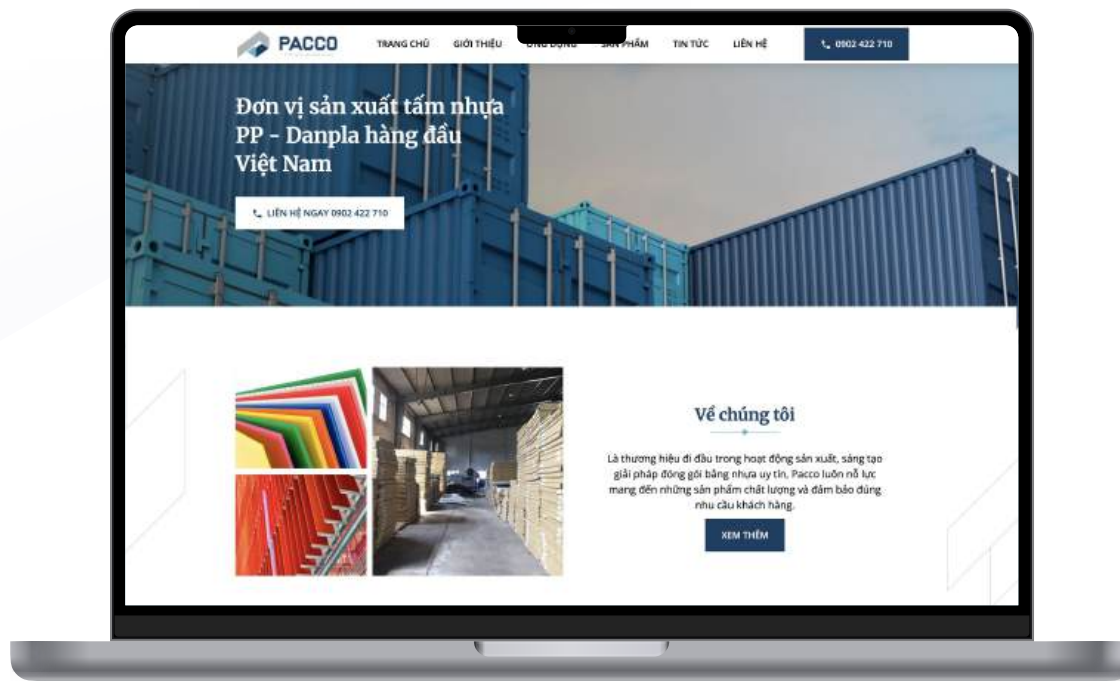 PACCO
TRANG CHỦ GIỚI THIỆU ỨNG DỤNG SẢN PHẨM TIN TỨC LIÊN HỆ 0902 422 710
Đơn vị sản xuất tấm nhựa
PP - Danpla hàng đầu
Việt Nam
LIÊN HỆ NGAY 0902 422 710
Về chúng tôi
Là thương hiệu đi đầu trong hoạt động sản xuất, sáng tạo
giải pháp đóng gói bằng nhựa uy tín, Pacco luôn nỗ lực
mang đến những sản phẩm chất lượng và đảm bảo đúng
nhu cầu khách hàng.
XEM THÊM